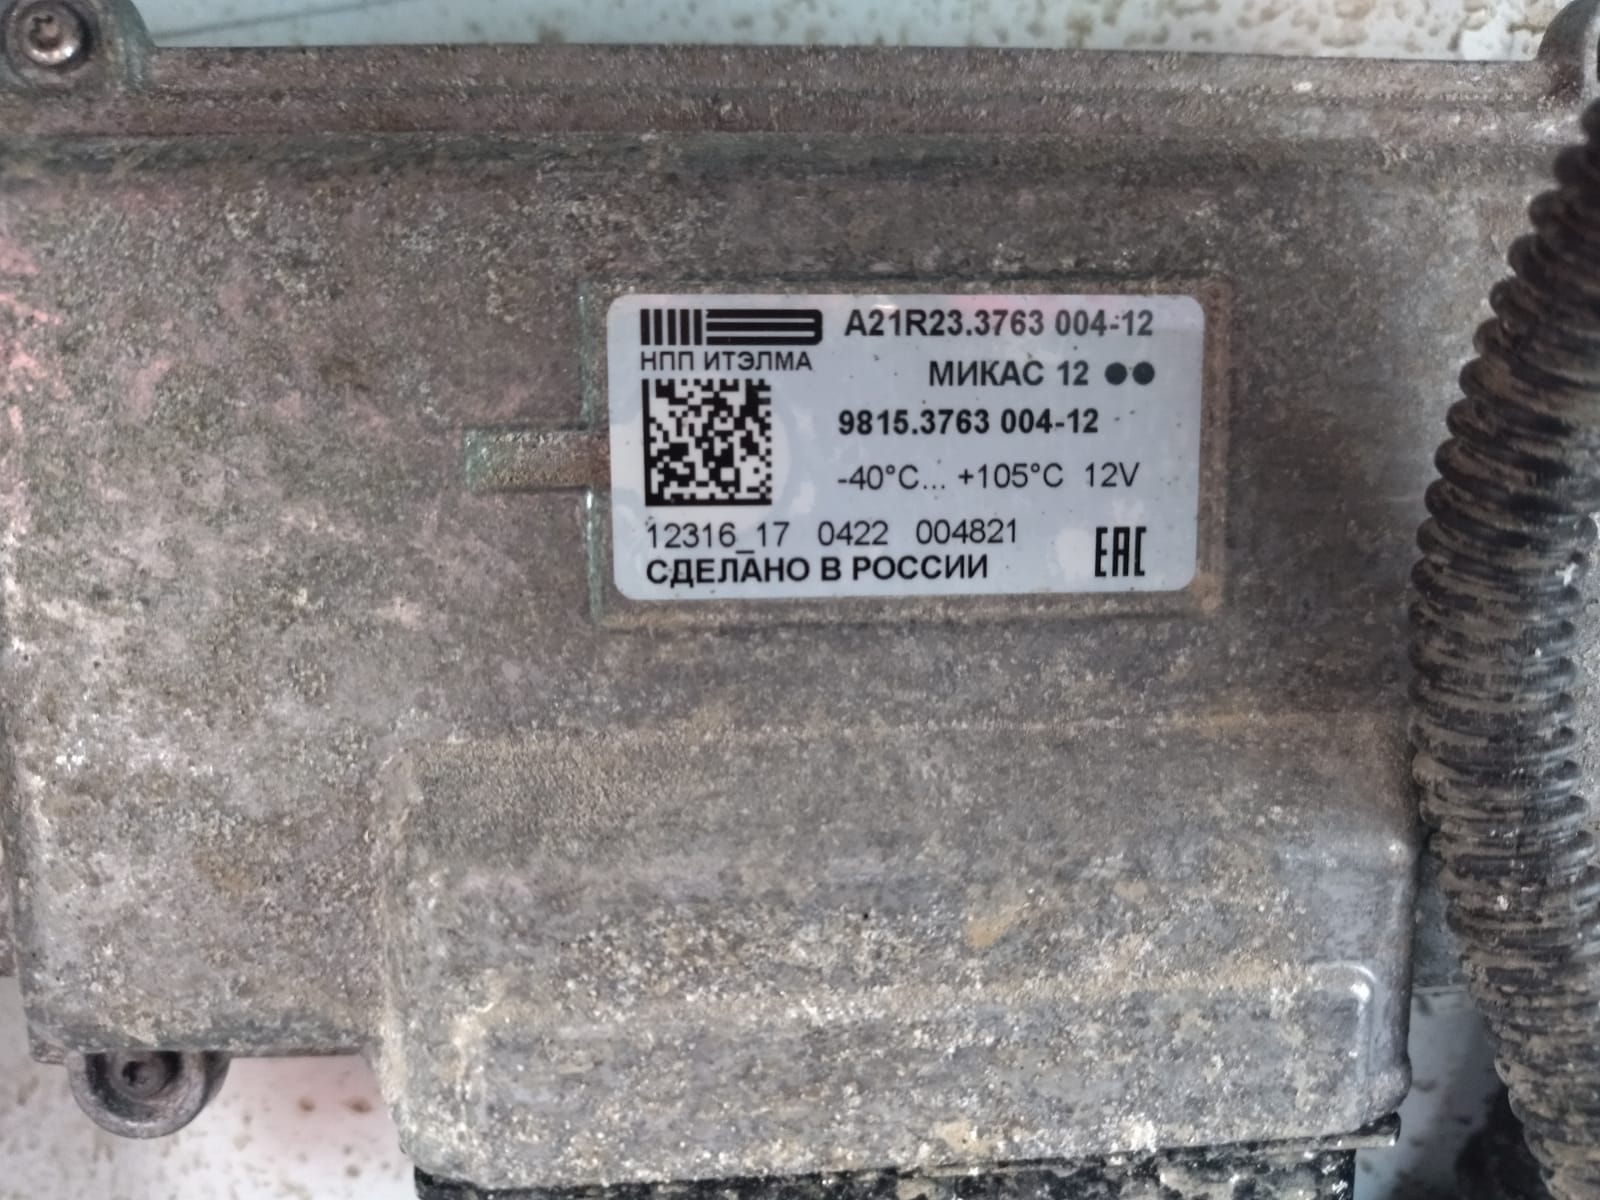 A21R23.3763 004-12
НПП ИТЭЛМА
МИКАС 12 ●●
9815.3763 004-12
-40°C... +105°C 12V
12316_17 0422 004821
СДЕЛАНО В РОССИИ
EAC